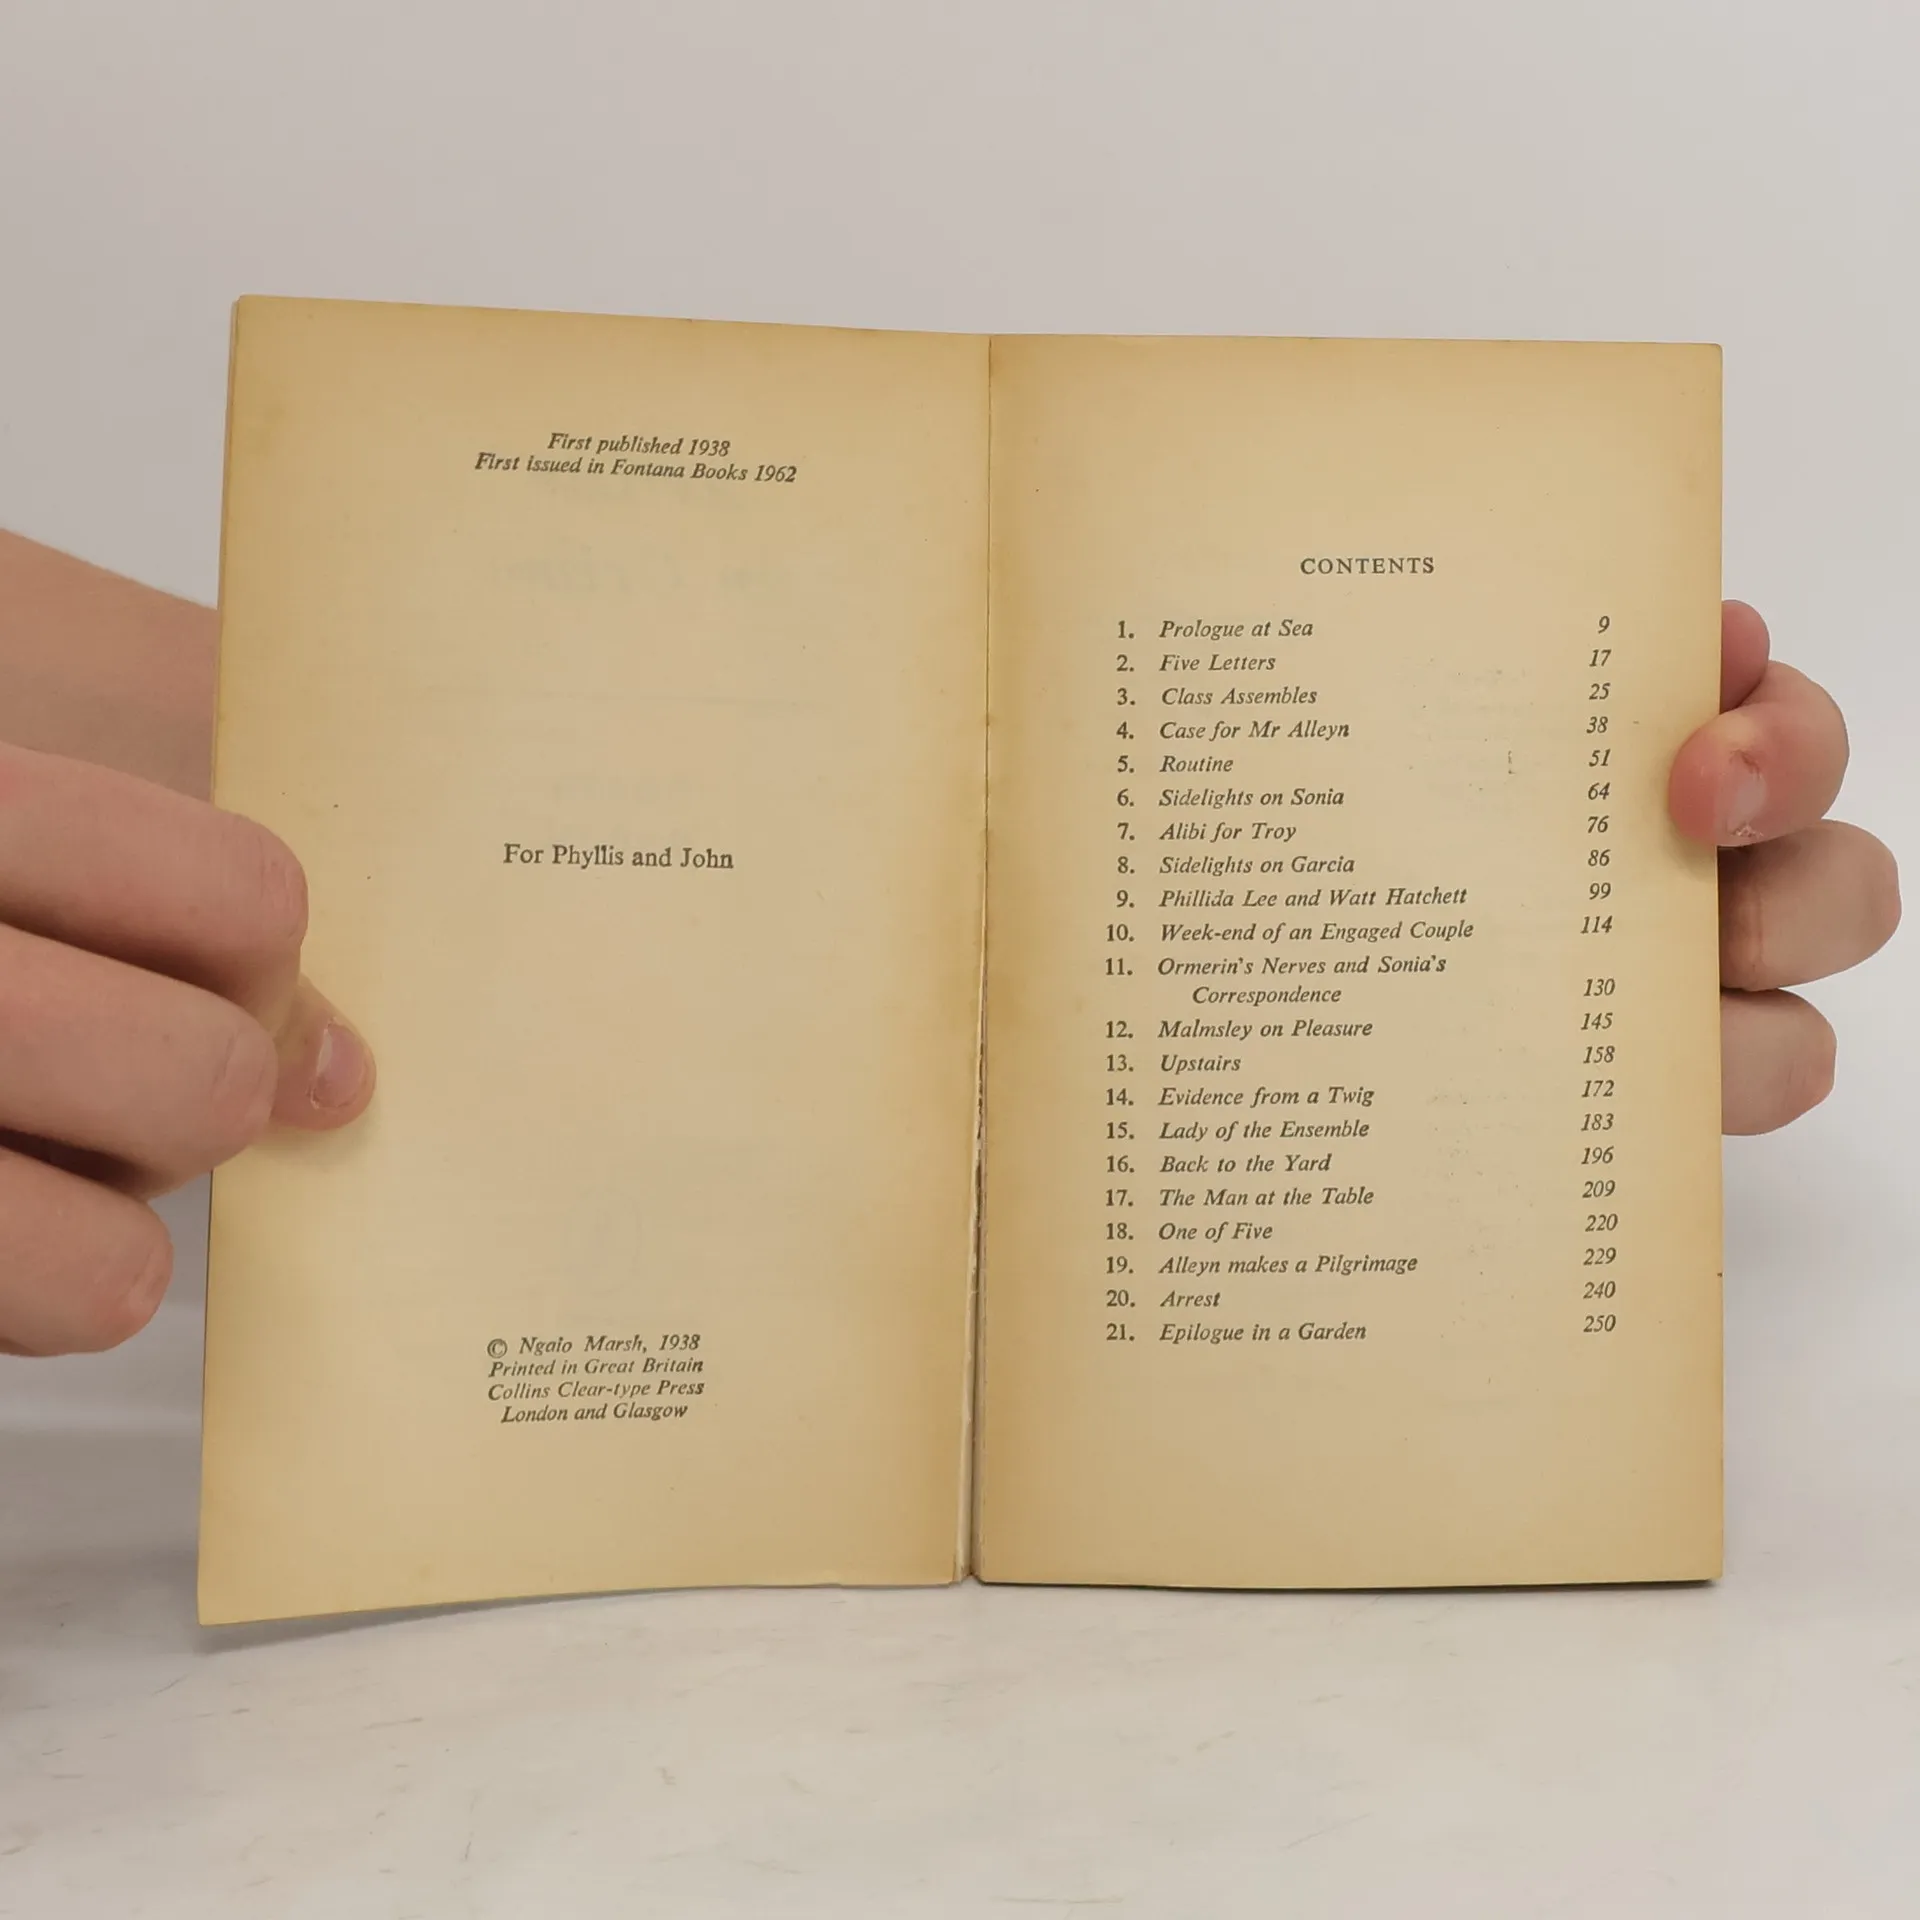 First published 1938
First issued in Fontana Books 1962
For Phyllis and John
© Ngaio Marsh, 1938
Printed in Great Britain
Collins Clear-type Press
London and Glasgow
CONTENTS
1. Prologue at Sea 9
2. Five Letters 17
3. Class Assembles 25
4. Case for Mr Alleyn 38
5. Routine 51
6. Sidelights on Sonia 64
7. Alibi for Troy 76
8. Sidelights on Garcia 86
9. Phillida Lee and Watt Hatchett 99
10. Week-end of an Engaged Couple 114
11. Ormerin's Nerves and Sonia's
Correspondence 130
12. Malmsley on Pleasure 145
13. Upstairs 158
14. Evidence from a Twig 172
15. Lady of the Ensemble 183
16. Back to the Yard 196
17. The Man at the Table 209
18. One of Five 220
19. Alleyn makes a Pilgrimage 229
20. Arrest 240
21. Epilogue in a Garden 250